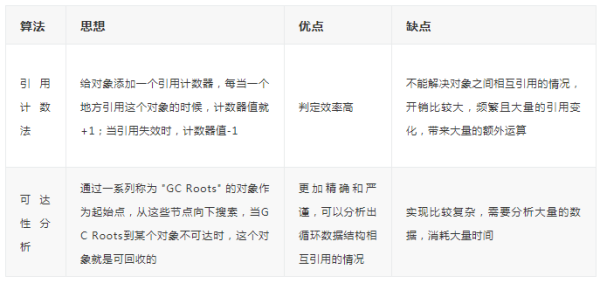 算法 思想 优点 缺点
引用
计数
法
给对象添加一个引用计数器，每当一个
地方引用这个对象的时候，计数器值就
+1；当引用失效时，计数器值-1
判定效率高
不能解决对象之间相互引用的情况，
开销比较大，频繁且大量的引用变
化，带来大量的额外运算
可达
性分
析
通过一系列称为 "GC Roots" 的对象作
为起始点，从这些节点向下搜索，当G
C Roots到某个对象不可达时，这个对
象就是可回收的
更加精确和严
谨，可以分析出
循环数据结构相
互引用的情况
实现比较复杂，需要分析大量的数
据，消耗大量时间